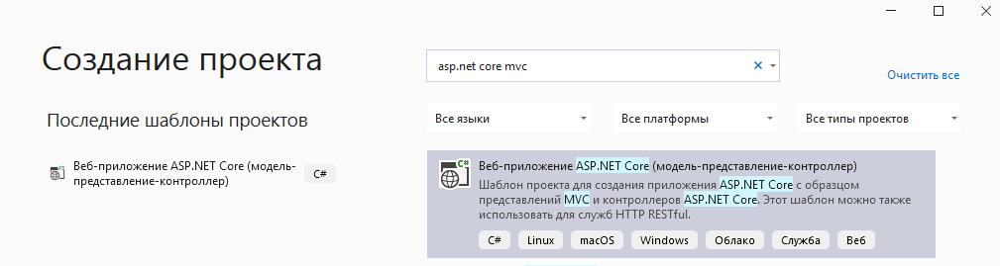 Создание проекта
asp.net core mvc
Очистить все
Последние шаблоны проектов
Все языки
Все платформы
Все типы проектов
Веб-приложение ASP.NET Core (модель-
представление-контроллер)
C#
Веб-приложение ASP.NET Core (модель-представление-контроллер)
Шаблон проекта для создания приложения ASP.NET Core с образцом
представлений MVC и контроллеров ASP.NET Core. Этот шаблон можно также
использовать для служб HTTP RESTful.
C# Linux macOS Windows Облако Служба Веб